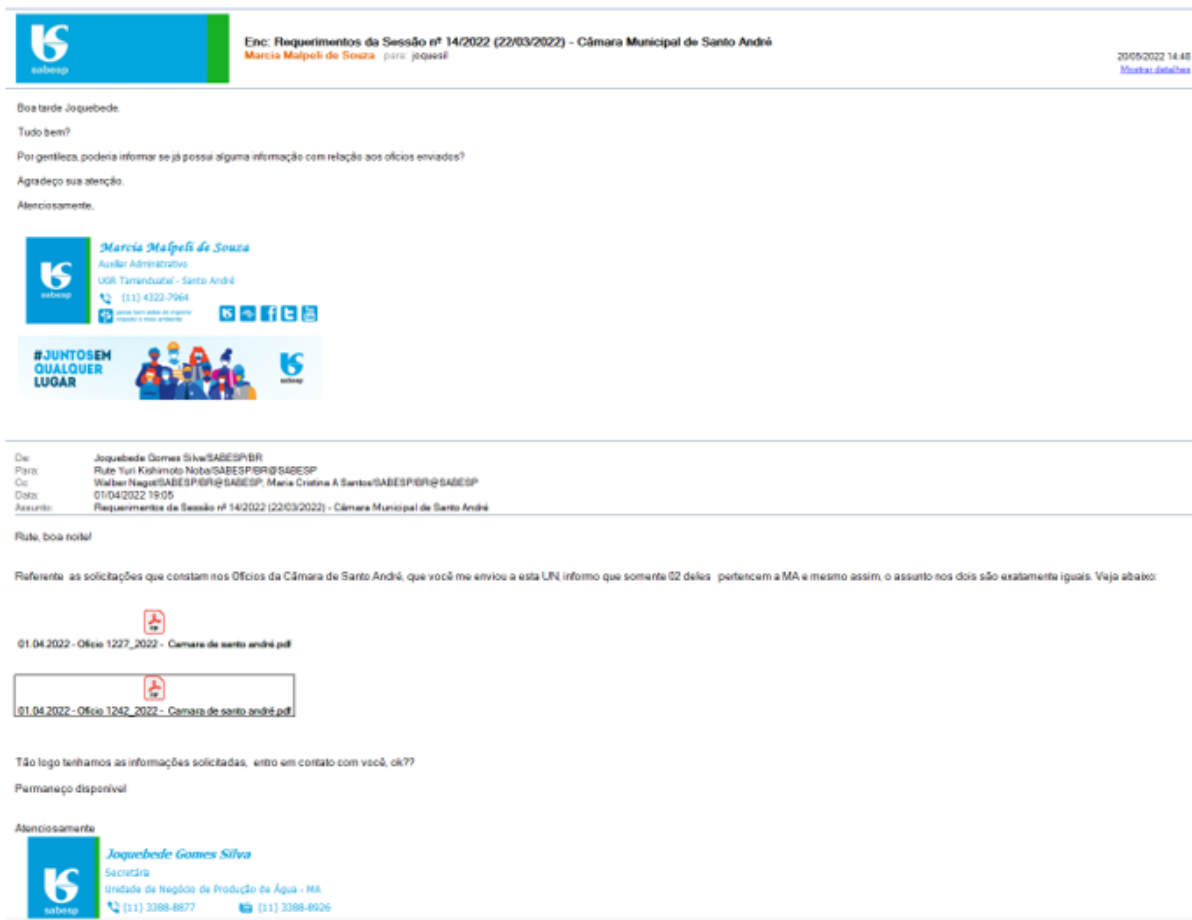 sabesp
Enc: Requerimentos da Sessão nº 14/2022 (22/03/2022) - Câmara Municipal de Santo André
Marcia Malpeli de Souza para: joquesil
20/05/2022 14:48
Mostrar detalhes
Boa tarde Joquebede.
Tudo bem?
Por gentileza, poderia informar se já possui alguma informação com relação aos ofícios enviados?
Agradeço sua atenção.
Atenciosamente,
Marcia Malpeli de Souza
Auxiliar Administrativo
UGR Tamanduateí - Santo André
sabesp
(11) 4322-7964
#JUNTOSEM
QUALQUER
LUGAR
sabesp
De: Joquebede Gomes Silva/SABESP/BR
Para: Rute Yuri Kishimoto Noba/SABESP/BR@SABESP
Cc: Walber Nagot/SABESP/BR@SABESP, Maria Cristina A Santos/SABESP/BR@SABESP
Data: 01/04/2022 19:05
Assunto: Requerimentos da Sessão nº 14/2022 (22/03/2022) - Câmara Municipal de Santo André
Rute, boa noite!
Referente as solicitações que constam nos Ofícios da Câmara de Santo André, que você me enviou a esta UN, informo que somente 02 deles pertencem a MA e mesmo assim, o assunto nos dois são exatamente iguais. Veja abaixo:
01.04.2022 - Ofício 1227_2022 - Camara de santo andré.pdf
01.04.2022 - Ofício 1242_2022 - Camara de santo andré.pdf
Tão logo tenhamos as informações solicitadas, entro em contato com você, ok??
Permaneço disponível
Atenciosamente
Joquebede Gomes Silva
Secretária
Unidade de Negócio de Produção de Água - MA
sabesp
(11) 3388-8877 (11) 3388-8926